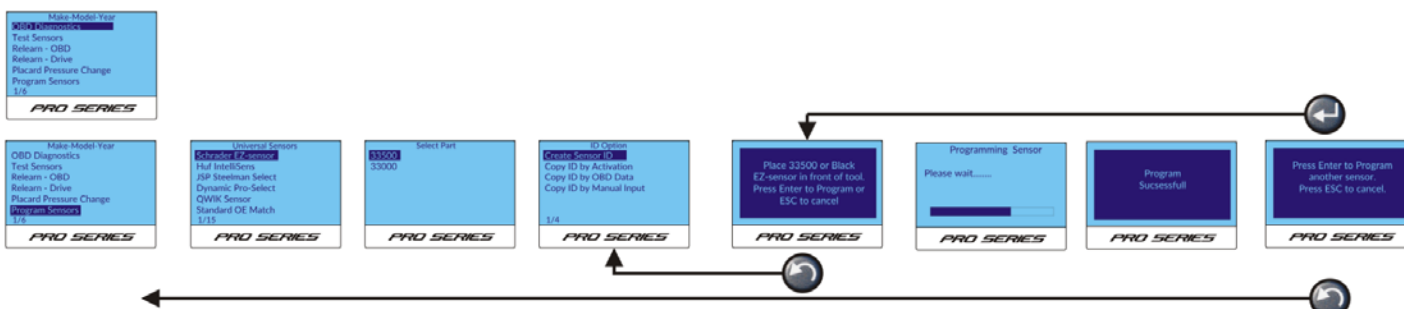 Make-Model-Year
OBD Diagnostics
Test Sensors
Relearn - OBD
Relearn - Drive
Placard Pressure Change
Program Sensors
1/6
PRO SERIES
Make-Model-Year
OBD Diagnostics
Test Sensors
Relearn - OBD
Relearn - Drive
Placard Pressure Change
Program Sensors
1/6
PRO SERIES
Universal Sensors
Schrader EZ-sensor
Huf IntelliSens
JSP Steelman Select
Dynamic Pro-Select
QWIK Sensor
Standard OE Match
1/15
PRO SERIES
Select Part
33500
33000
PRO SERIES
ID Option
Create Sensor ID
Copy ID by Activation
Copy ID by OBD Data
Copy ID by Manual Input
1/4
PRO SERIES
Place 33500 or Black
EZ-sensor in front of tool.
Press Enter to Program or
ESC to cancel
PRO SERIES
Programming Sensor
Please wait........
PRO SERIES
Program
Sucsessfull
PRO SERIES
Press Enter to Program
another sensor.
Press ESC to cancel.
PRO SERIES